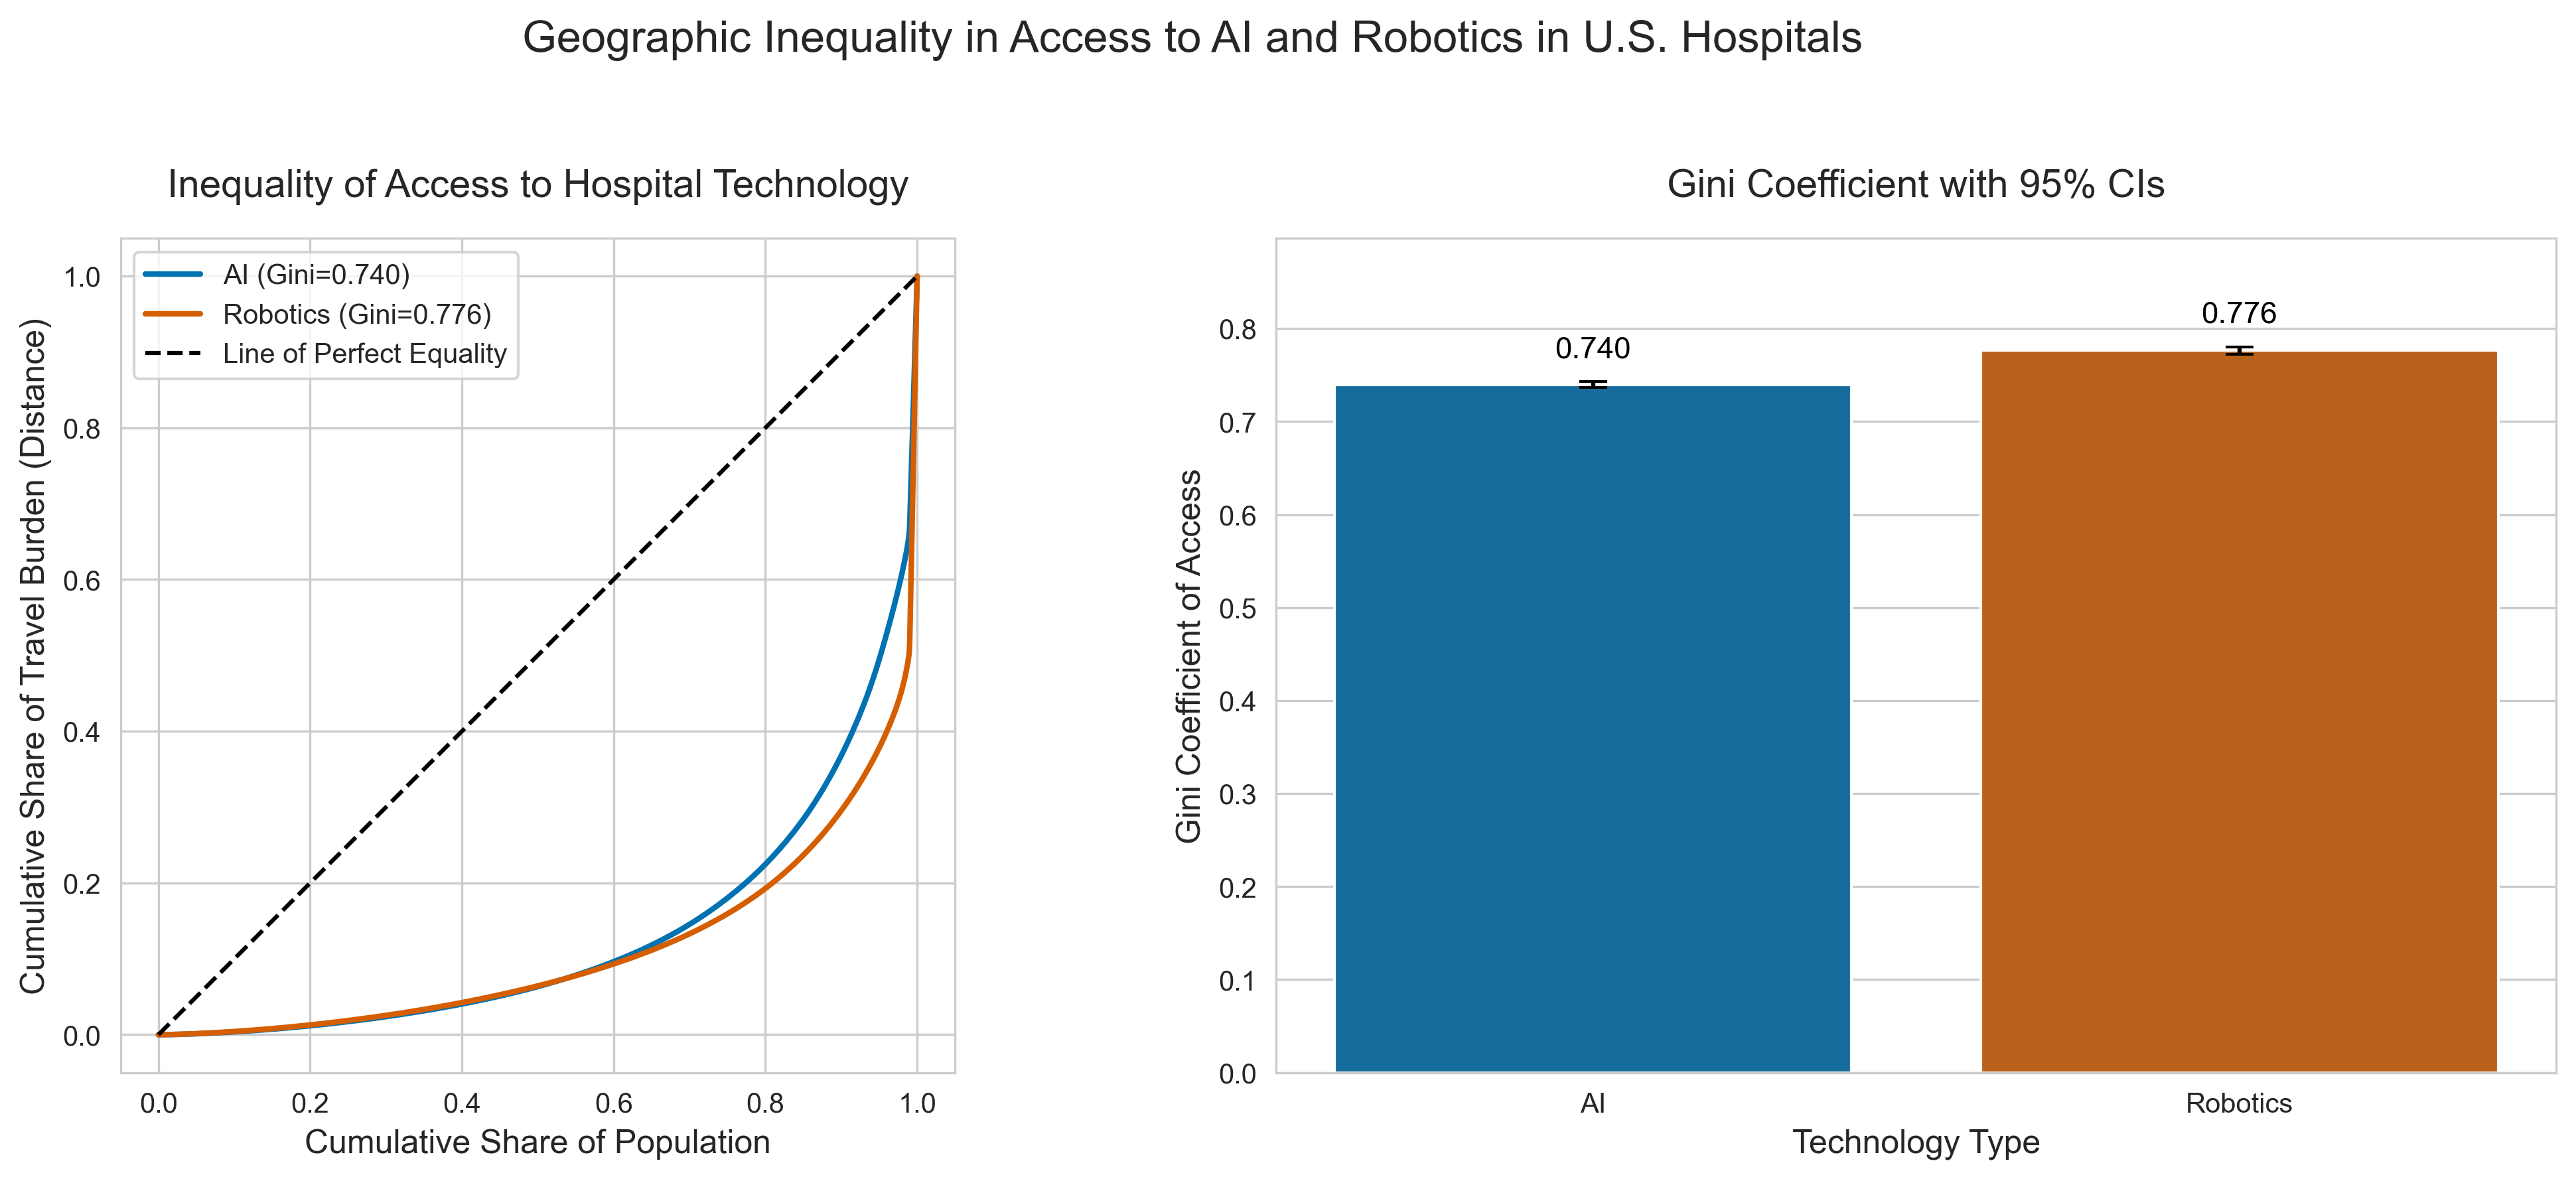 Geographic Inequality in Access to AI and Robotics in U.S. Hospitals
Inequality of Access to Hospital Technology
AI (Gini=0.740)
Robotics (Gini=0.776)
Line of Perfect Equality
Cumulative Share of Travel Burden (Distance)
1.0
0.8
0.6
0.4
0.2
0.0
0.0 0.2 0.4 0.6 0.8 1.0
Cumulative Share of Population
Gini Coefficient with 95% CIs
Gini Coefficient of Access
0.8
0.7
0.6
0.5
0.4
0.3
0.2
0.1
0.0
0.740
0.776
AI Robotics
Technology Type